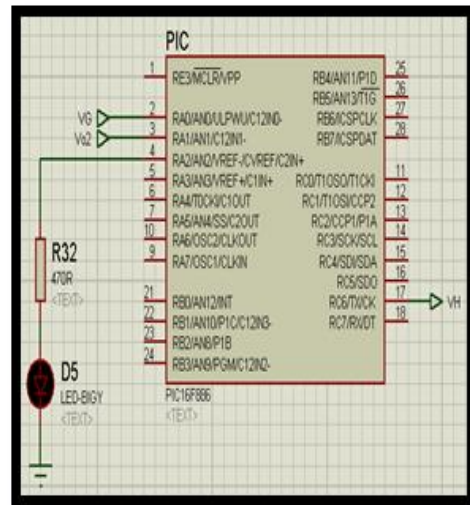 PIC
1 RE3/MCLR/VPP RB4/AN11/P1D 25
RB5/AN13/T1G 26
VG 2 RA0/AN0/ULPWU/C12IN0- RB6/ICSPCLK 27
3 RA1/AN1/C12IN1- RB7/ICSPDAT 28
4 RA2/AN2/VREF-/CVREF/C2IN+
5 RA3/AN3/VREF+/C1IN+ RC0/T1OSO/T1CKI 11
6 RA4/T0CKI/C1OUT RC1/T1OSI/CCP2 12
7 RA5/AN4/SS/C2OUT RC2/CCP1/P1A 13
10 RA6/OSC2/CLKOUT RC3/SCK/SCL 14
9 RA7/OSC1/CLKIN RC4/SDI/SDA 15
RC5/SDO 16
21 RB0/AN12/INT RC6/TX/CK 17 VH
22 RB1/AN10/P1C/C12IN3- RC7/RX/DT 18
23 RB2/AN8/P1B
24 RB3/AN9/PGM/C12IN2-
PIC16F886
<TEXT>
R32
470R
<TEXT>
D5
LED-BIGY
<TEXT>